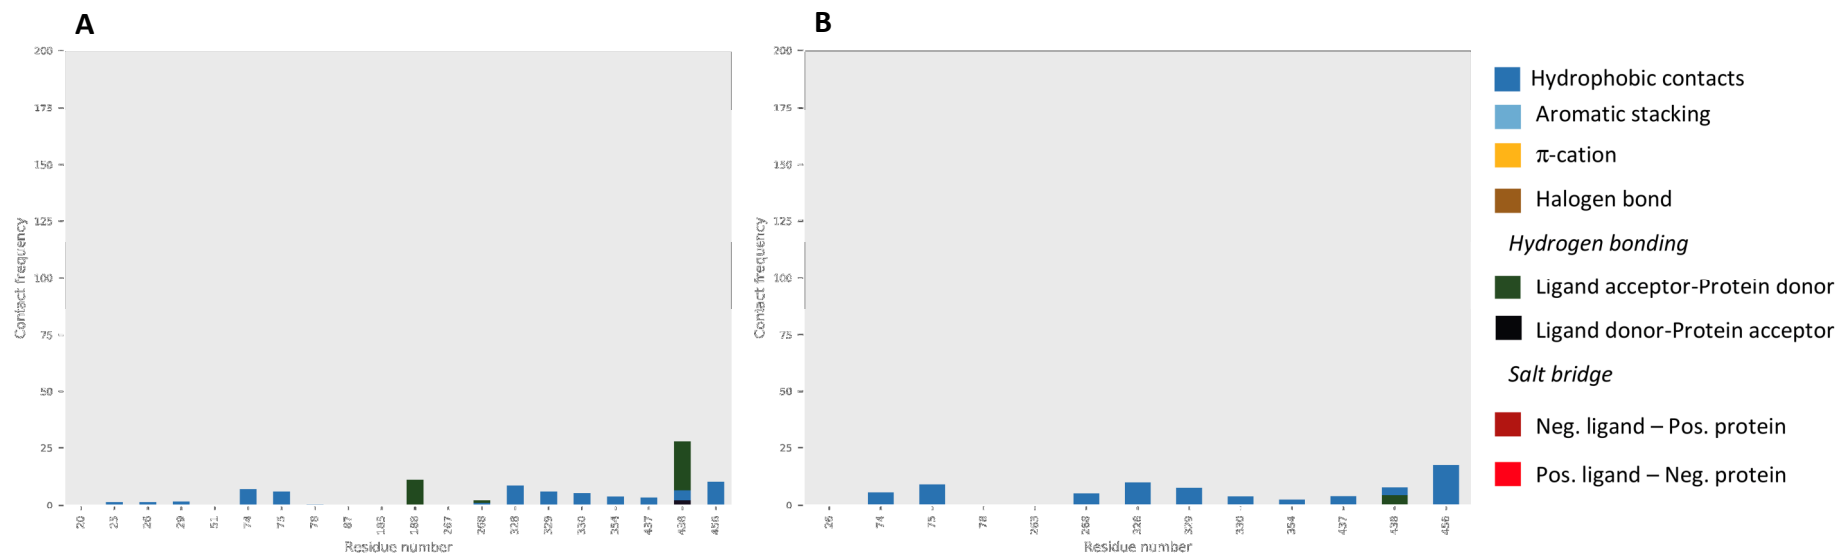 A
200
175
150
125
100
75
50
25
0
Contact frequency
20 25 26 29 51 74 75 78 87 185 188 267 268 328 329 330 354 437 438 456
Residue number
B
200
175
150
125
100
75
50
25
0
Contact frequency
26 74 75 78 263 268 328 329 330 354 437 438 456
Residue number
Hydrophobic contacts
Aromatic stacking
π-cation
Halogen bond
Hydrogen bonding
Ligand acceptor-Protein donor
Ligand donor-Protein acceptor
Salt bridge
Neg. ligand – Pos. protein
Pos. ligand – Neg. protein